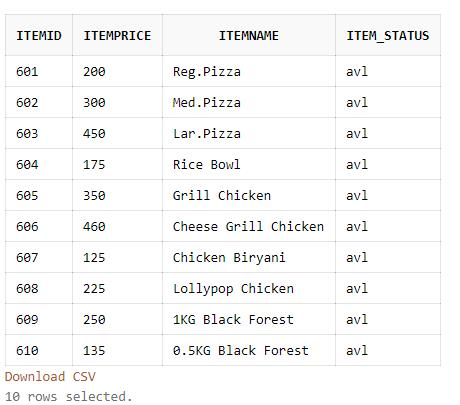 ITEMID ITEMPRICE ITEMNAME ITEM_STATUS
601 200 Reg.Pizza avl
602 300 Med.Pizza avl
603 450 Lar.Pizza avl
604 175 Rice Bowl avl
605 350 Grill Chicken avl
606 460 Cheese Grill Chicken avl
607 125 Chicken Biryani avl
608 225 Lollypop Chicken avl
609 250 1KG Black Forest avl
610 135 0.5KG Black Forest avl
Download CSV
10 rows selected.